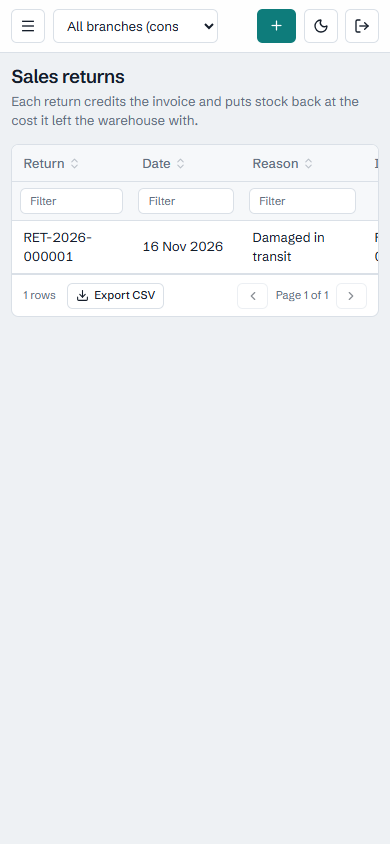 All branches (cons
Sales returns
Each return credits the invoice and puts stock back at the
cost it left the warehouse with.
Return Date Reason
Filter Filter Filter
RET-2026-
000001
16 Nov 2026
Damaged in
transit
1 rows Export CSV Page 1 of 1